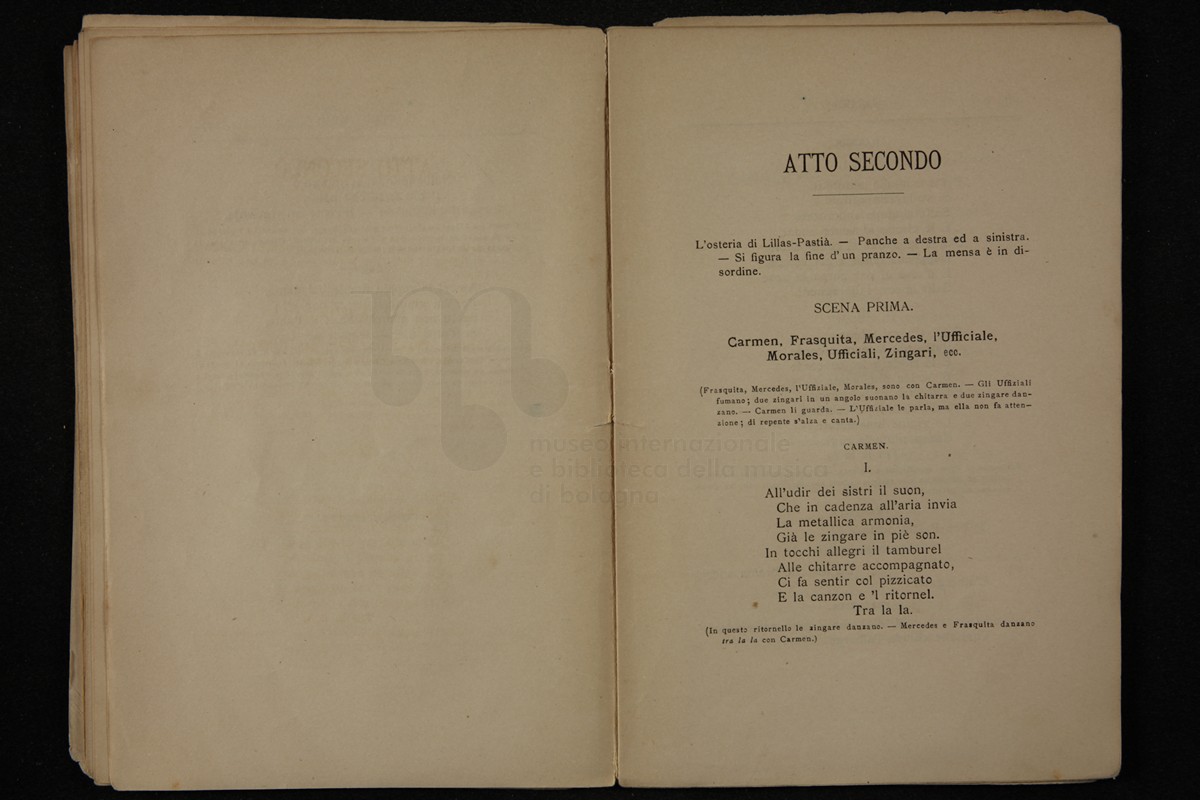 ATTO SECONDO
L'osteria di Lillas-Pastià. — Panche a destra ed a sinistra.
— Si figura la fine d'un pranzo. — La mensa è in di-
sordine.
SCENA PRIMA.
Carmen, Frasquita, Mercedes, l'Ufficiale,
Morales, Ufficiali, Zingari, ecc.
(Frasquita, Mercedes, l'Uffiziale, Morales, sono con Carmen. — Gli Uffiziali
fumano; due zingari in un angolo suonano la chitarra e due zingare dan-
zano. — Carmen li guarda. — L'Uffiziale le parla, ma ella non fa atten-
zione; di repente s'alza e canta.)
CARMEN.
I.
All'udir dei sistri il suon,
Che in cadenza all'aria invia
La metallica armonia,
Già le zingare in piè son.
In tocchi allegri il tamburel
Alle chitarre accompagnato,
Ci fa sentir col pizzicato
E la canzon e 'l ritornel.
Tra la la.
(In questo ritornello le zingare danzano. — Mercedes e Frasquita danzano
tra la la con Carmen.)
museo internazionale
e biblioteca della musica
di bologna